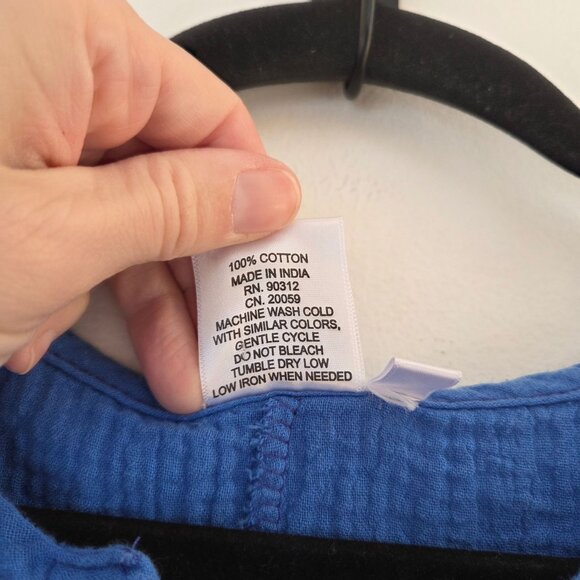 100% COTTON
MADE IN INDIA
RN. 90312
CN. 20059
MACHINE WASH COLD
WITH SIMILAR COLORS,
GENTLE CYCLE
DO NOT BLEACH
TUMBLE DRY LOW
LOW IRON WHEN NEEDED